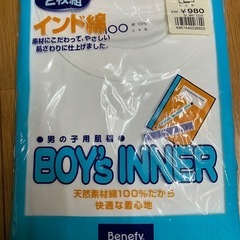 2枚組
インド綿
素材にこだわって、やさしい
肌ざわりに仕上げました。
¥980
●男の子用肌着●
BOY's INNER
天然素材綿100%だから
快適な着心地
Benefy